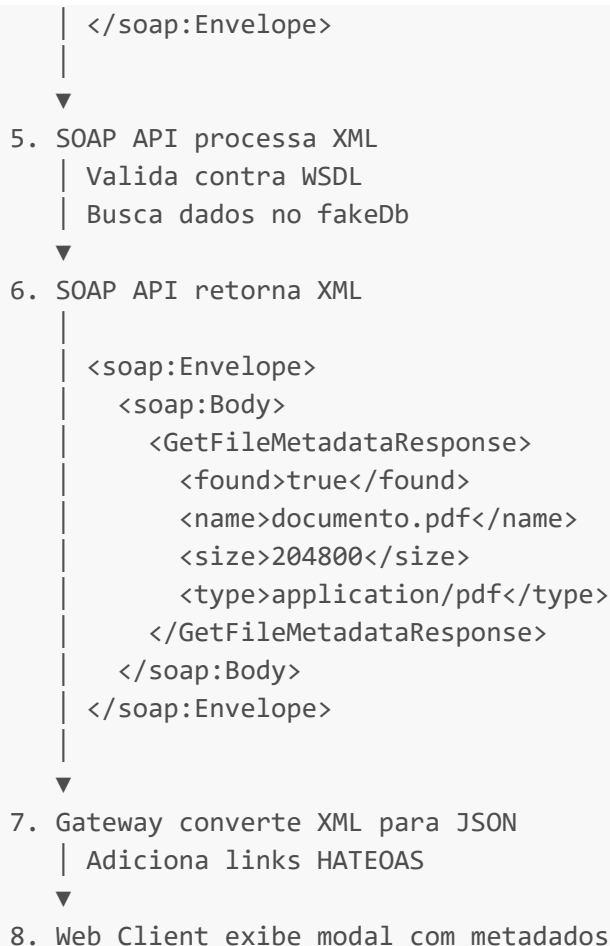 │ </soap:Envelope>
│
▼
5. SOAP API processa XML
│ Valida contra WSDL
│ Busca dados no fakeDb
▼
6. SOAP API retorna XML
│
│ <soap:Envelope>
│   <soap:Body>
│     <GetFileMetadataResponse>
│       <found>true</found>
│       <name>documento.pdf</name>
│       <size>204800</size>
│       <type>application/pdf</type>
│     </GetFileMetadataResponse>
│   </soap:Body>
│ </soap:Envelope>
│
▼
7. Gateway converte XML para JSON
│ Adiciona links HATEOAS
▼
8. Web Client exibe modal com metadados